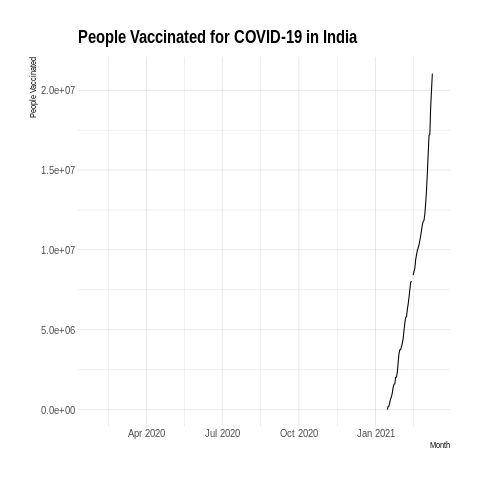 People Vaccinated for COVID-19 in India
People Vaccinated
2.0e+07
1.5e+07
1.0e+07
5.0e+06
0.0e+00
Apr 2020
Jul 2020
Oct 2020
Jan 2021
Month